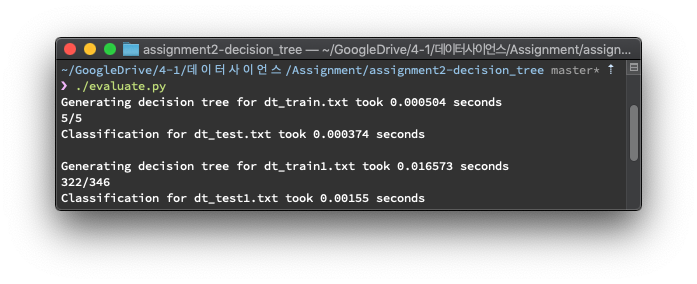 assignment2-decision_tree — ~/GoogleDrive/4-1/데이터사이언스/Assignment/assign...
~/GoogleDrive/4-1/데이터사이언스/Assignment/assignment2-decision_tree master* ⇡
❯ ./evaluate.py
Generating decision tree for dt_train.txt took 0.000504 seconds
5/5
Classification for dt_test.txt took 0.000374 seconds
Generating decision tree for dt_train1.txt took 0.016573 seconds
322/346
Classification for dt_test1.txt took 0.00155 seconds